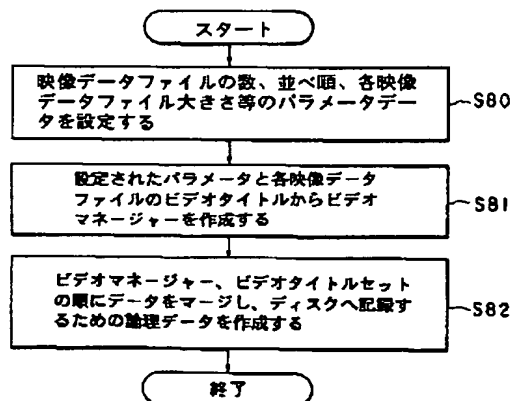 スタート
映像データファイルの数、並べ順、各映像
データファイル大きさ等のパラメータデー
タを設定する
S80
設定されたパラメータと各映像データ
ファイルのビデオタイトルからビデオ
マネージャーを作成する
S81
ビデオマネージャー、ビデオタイトルセット
の順にデータをマージし、ディスクへ記録す
るための論理データを作成する
S82
終了